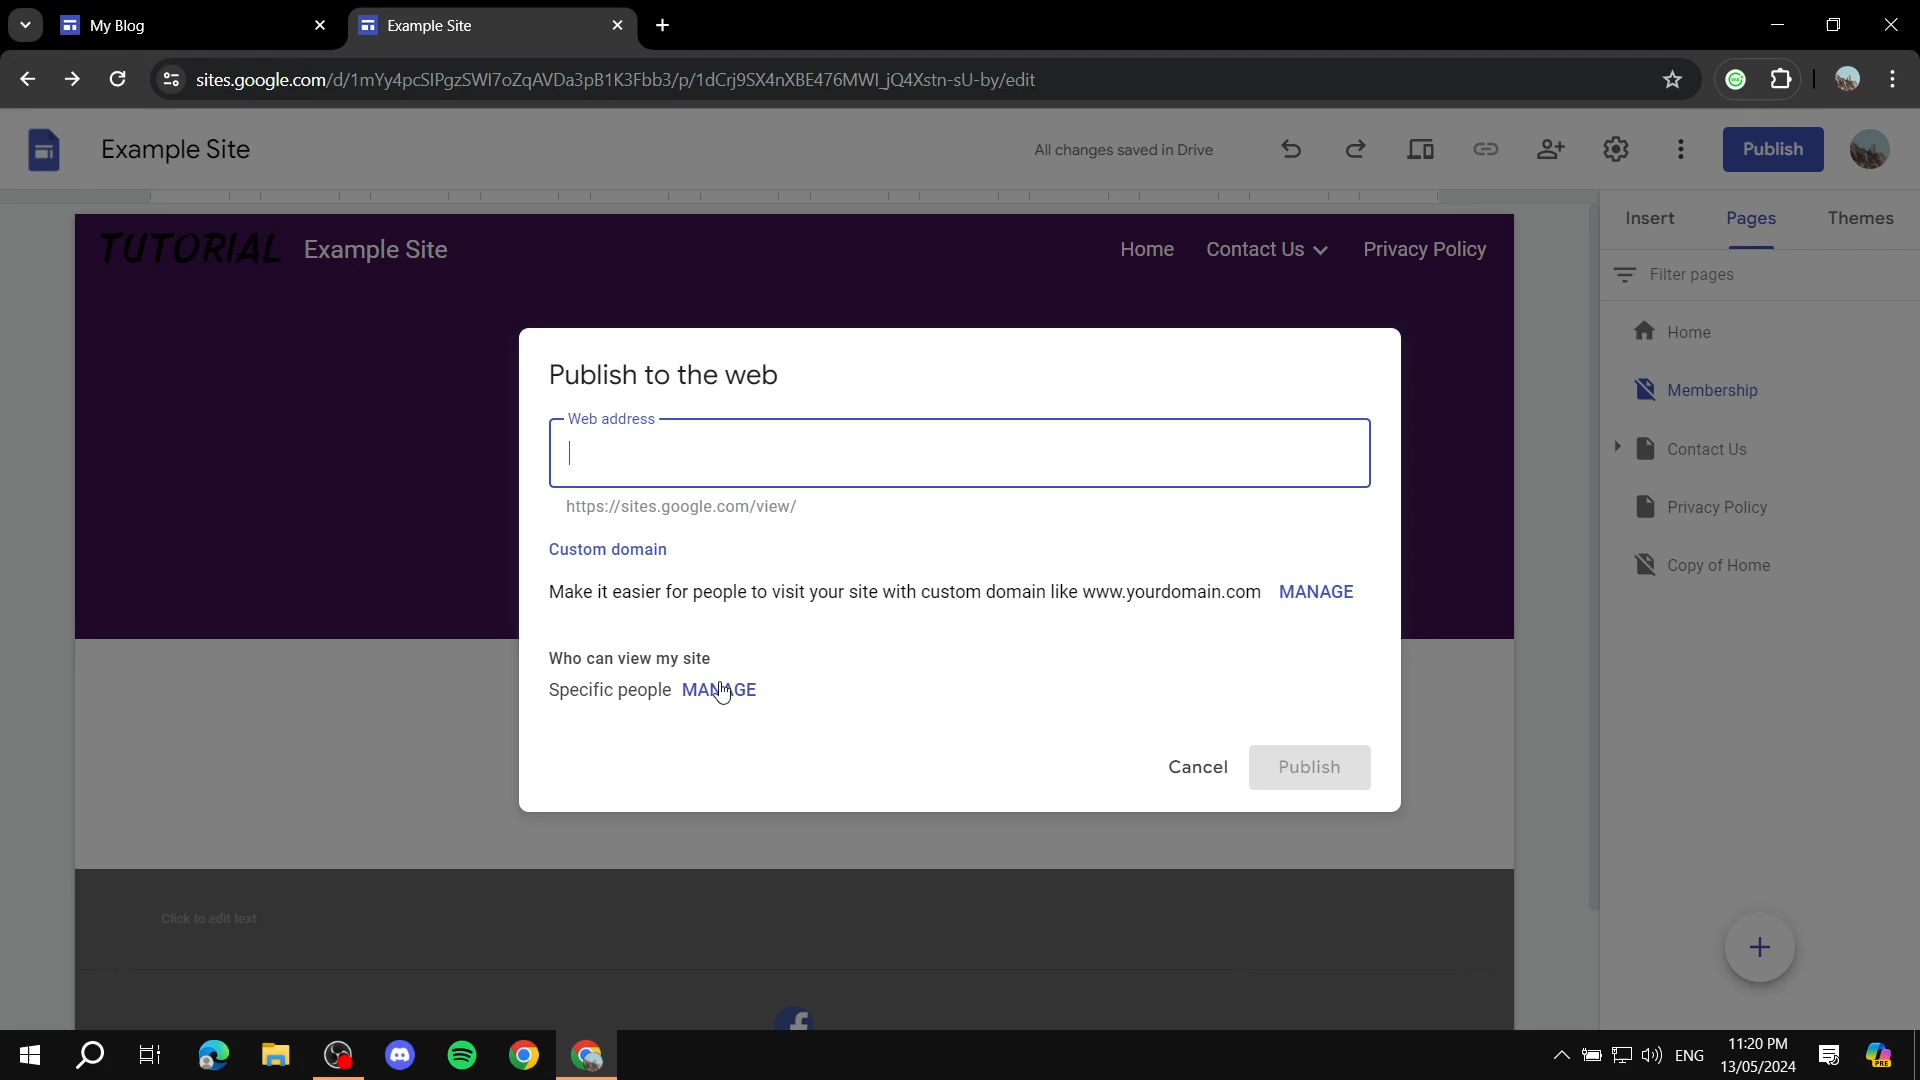 My Blog
Example Site
sites.google.com/d/1mYy4pcSIPgzSWI7oZqAVDa3pB1K3Fbb3/p/1dCrj9SX4nXBE476MWI_jQ4Xstn-sU-by/edit
Example Site
All changes saved in Drive
Publish
Insert
Pages
Themes
TUTORIAL
Example Site
Home
Contact Us
Privacy Policy
Filter pages
Home
Membership
Contact Us
Privacy Policy
Copy of Home
Publish to the web
Web address
https://sites.google.com/view/
Custom domain
Make it easier for people to visit your site with custom domain like www.yourdomain.com MANAGE
Who can view my site
Specific people MANAGE
Cancel
Publish
Click to edit text
ENG
11:20 PM
13/05/2024
PRE